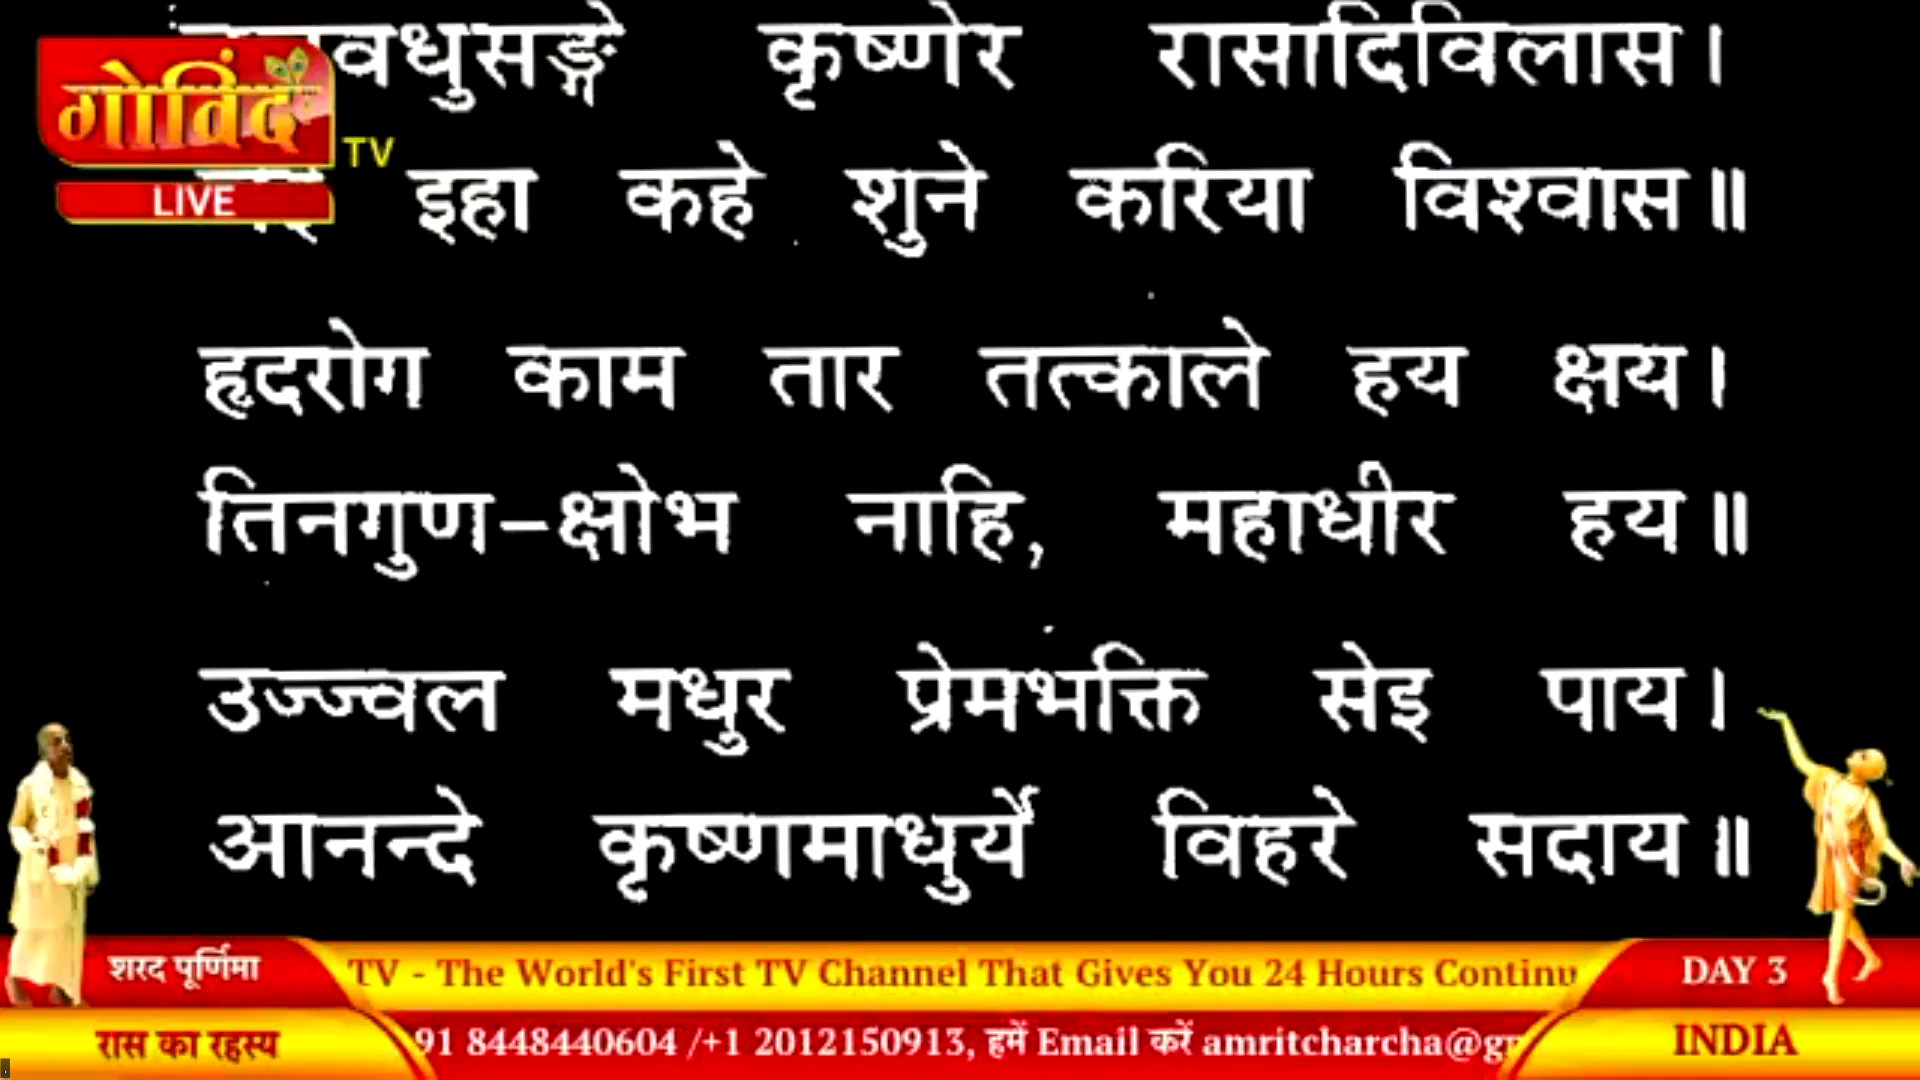 कृष्णेर रासादिविलास।
इहा कहे शुने करिया विश्वास॥
हृदरोग काम तार तत्काले हय क्षय।
तिनगुण-क्षोभ नाहि, महाधीर हय॥
उज्ज्वल मधुर प्रेमभक्ति सेइ पाय।
आनन्दे कृष्णमाधुर्ये विहरे सदाय॥
गोविंद
TV
LIVE
शरद पूर्णिमा
TV - The World's First TV Channel That Gives You 24 Hours Continu
DAY 3
रास का रहस्य
91 8448440604 /+1 2012150913, हमें Email करें amritcharcha@g
INDIA